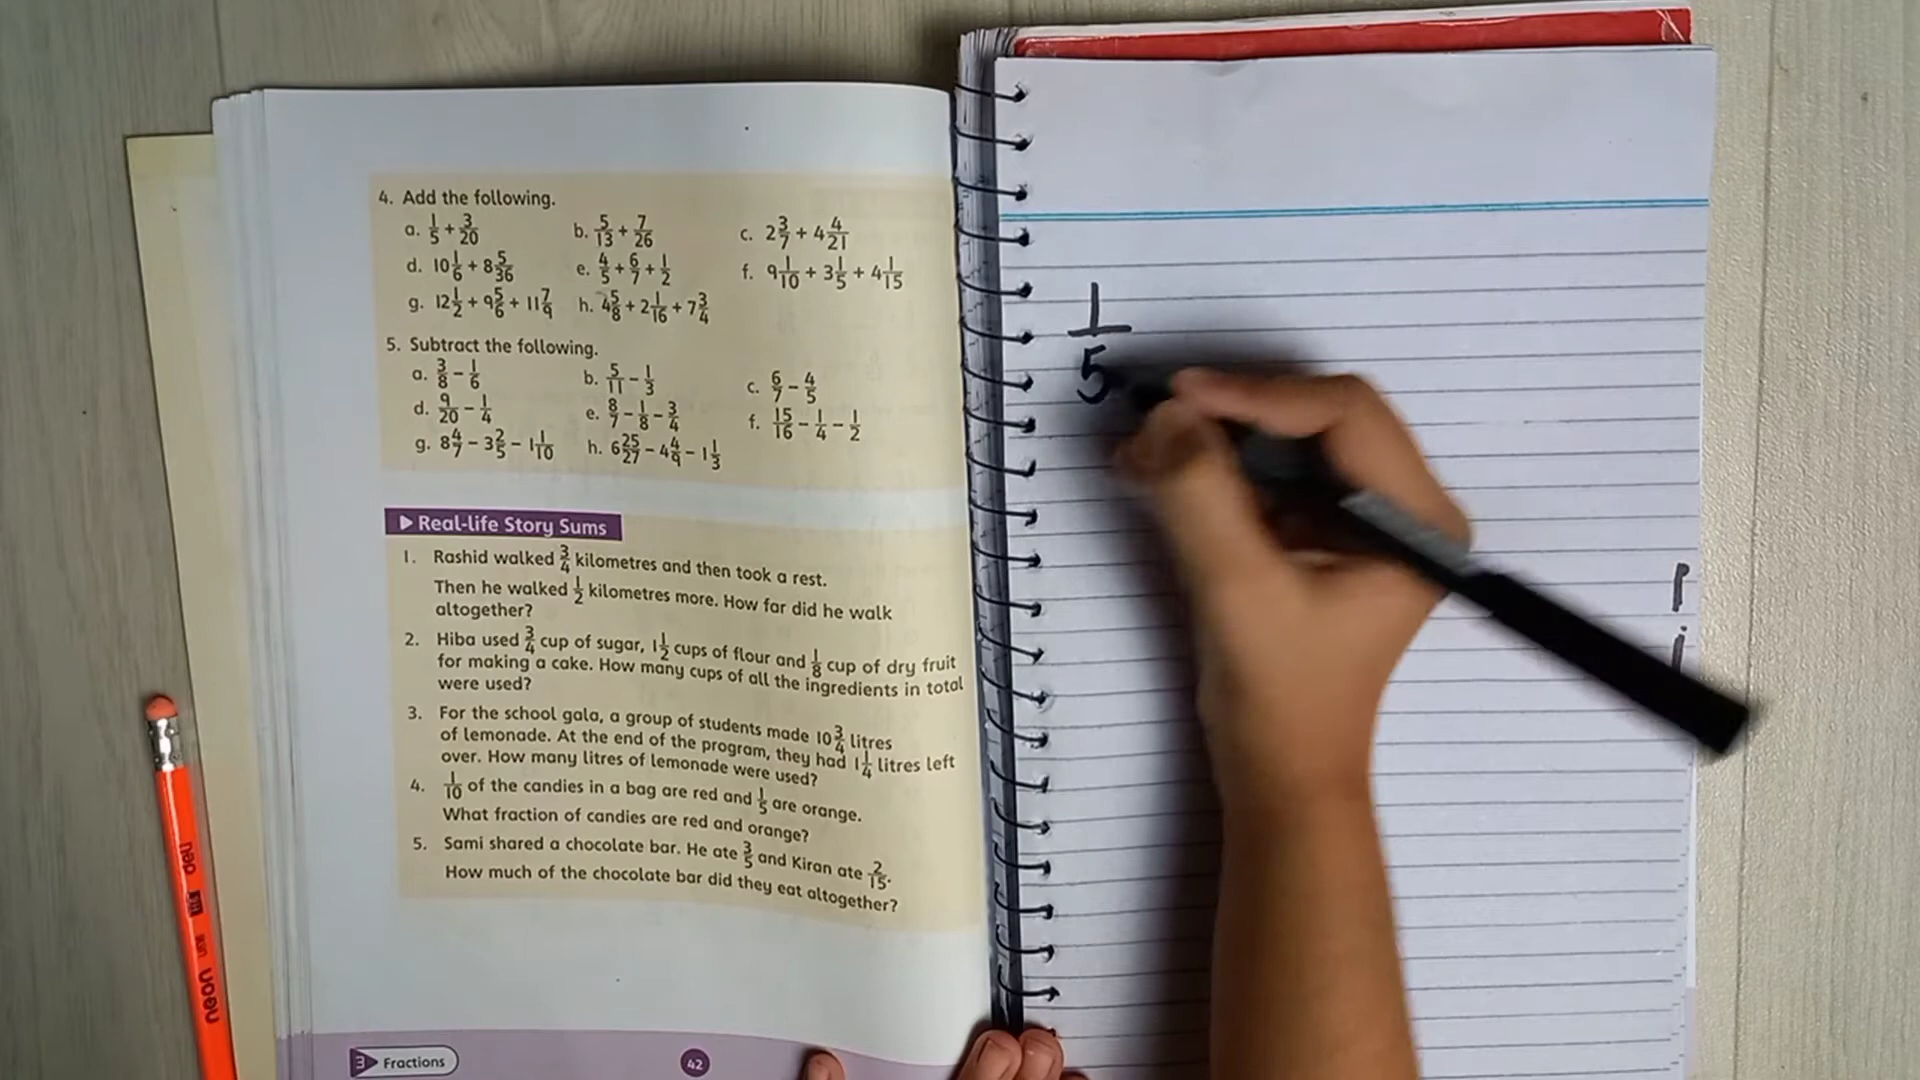 4. Add the following.
a. 1/5 + 3/20 b. 5/13 + 7/26 c. 2 3/7 + 4 4/21
d. 10 1/6 + 8 5/36 e. 4/5 + 6/7 + 1/2 f. 9 1/10 + 3 1/5 + 4 1/15
g. 12 1/2 + 9 5/6 + 11 7/9 h. 4 5/8 + 2 1/16 + 7 3/4
5. Subtract the following.
a. 3/8 − 1/6 b. 5/11 − 1/3 c. 6/7 − 4/5
d. 9/20 − 1/4 e. 8/7 − 1/8 − 3/4 f. 15/16 − 1/4 − 1/2
g. 8 4/7 − 3 2/5 − 1 1/10 h. 6 25/27 − 4 4/9 − 1 1/3
Real-life Story Sums
1. Rashid walked 3/4 kilometres and then took a rest.
Then he walked 1/2 kilometres more. How far did he walk
altogether?
2. Hiba used 3/4 cup of sugar, 1 1/2 cups of flour and 1/8 cup of dry fruit
for making a cake. How many cups of all the ingredients in total
were used?
3. For the school gala, a group of students made 10 3/4 litres
of lemonade. At the end of the program, they had 1 1/4 litres left
over. How many litres of lemonade were used?
4. 1/10 of the candies in a bag are red and 1/5 are orange.
What fraction of candies are red and orange?
5. Sami shared a chocolate bar. He ate 3/5 and Kiran ate 2/15.
How much of the chocolate bar did they eat altogether?
3 Fractions
42
1/5
neon